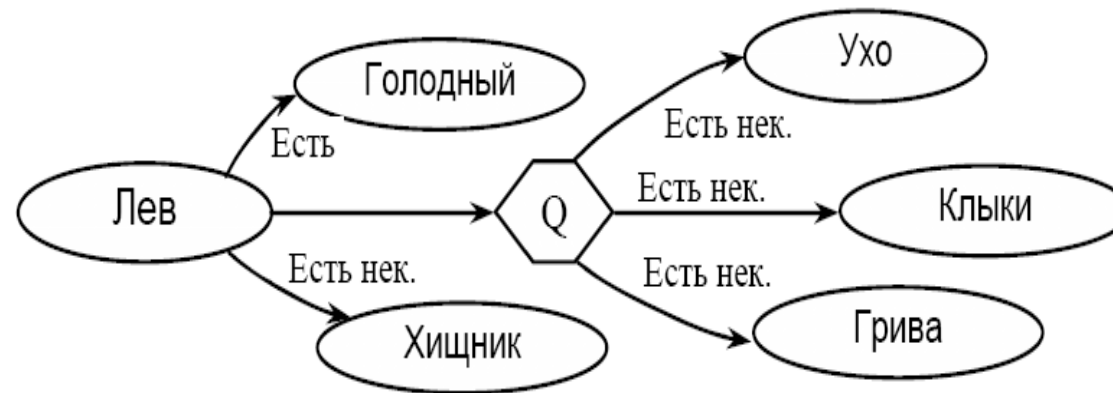 Ухо
Голодный
Есть нек.
Есть
Есть нек.
Лев
Q
Клыки
Есть нек.
Есть нек.
Хищник
Грива